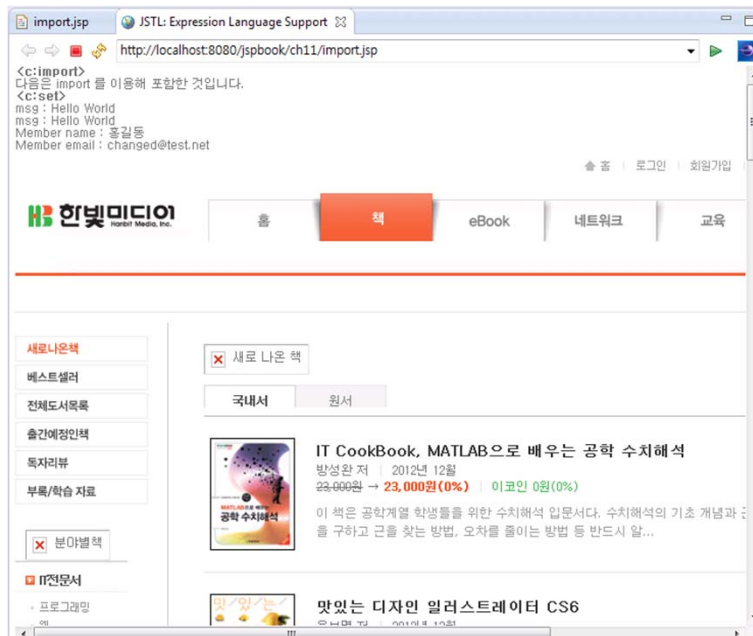 import.jsp
JSTL: Expression Language Support
http://localhost:8080/jspbook/ch11/import.jsp
<c:import>
다음은 import 를 이용해 포함한 것입니다.
<c:set>
msg : Hello World
msg : Hello World
Member name : 홍길동
Member email : changed@test.net
홈
로그인
회원가입
한빛미디어
Hanbit Media, Inc.
홈
책
eBook
네트워크
교육
새로나온책
베스트셀러
전체도서목록
출간예정인책
독자리뷰
부록/학습 자료
분야별책
IT전문서
프로그래밍
새로 나온 책
국내서
원서
MATLAB으로 배우는
공학 수치해석
IT CookBook, MATLAB으로 배우는 공학 수치해석
방성완 저 | 2012년 12월
23,000원 → 23,000원(0%) | 이코인 0원(0%)
이 책은 공학계열 학생들을 위한 수치해석 입문서다. 수치해석의 기초 개념과
을 구하고 근을 찾는 방법, 오차를 줄이는 방법 등 반드시 알...
맛있는
맛있는 디자인 일러스트레이터 CS6